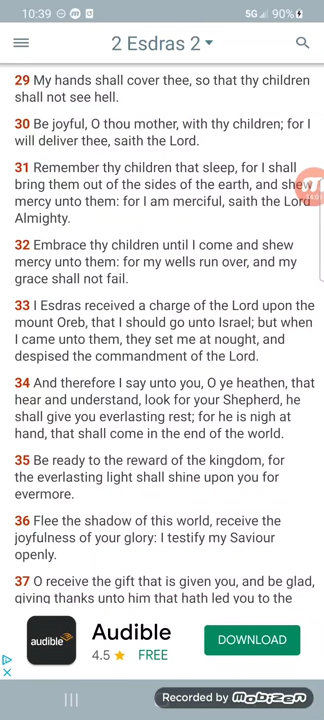 10:39
5G 90%
2 Esdras 2
29 My hands shall cover thee, so that thy children
shall not see hell.
30 Be joyful, O thou mother, with thy children; for I
will deliver thee, saith the Lord.
31 Remember thy children that sleep, for I shall
bring them out of the sides of the earth, and shew
mercy unto them: for I am merciful, saith the Lord
Almighty.
32 Embrace thy children until I come and shew
mercy unto them: for my wells run over, and my
grace shall not fail.
33 I Esdras received a charge of the Lord upon the
mount Oreb, that I should go unto Israel; but when
I came unto them, they set me at nought, and
despised the commandment of the Lord.
34 And therefore I say unto you, O ye heathen, that
hear and understand, look for your Shepherd, he
shall give you everlasting rest; for he is nigh at
hand, that shall come in the end of the world.
35 Be ready to the reward of the kingdom, for
the everlasting light shall shine upon you for
evermore.
36 Flee the shadow of this world, receive the
joyfulness of your glory: I testify my Saviour
openly.
37 O receive the gift that is given you, and be glad,
giving thanks unto him that hath led you to the
audible
Audible
4.5 ★ FREE
DOWNLOAD
Recorded by mobizen